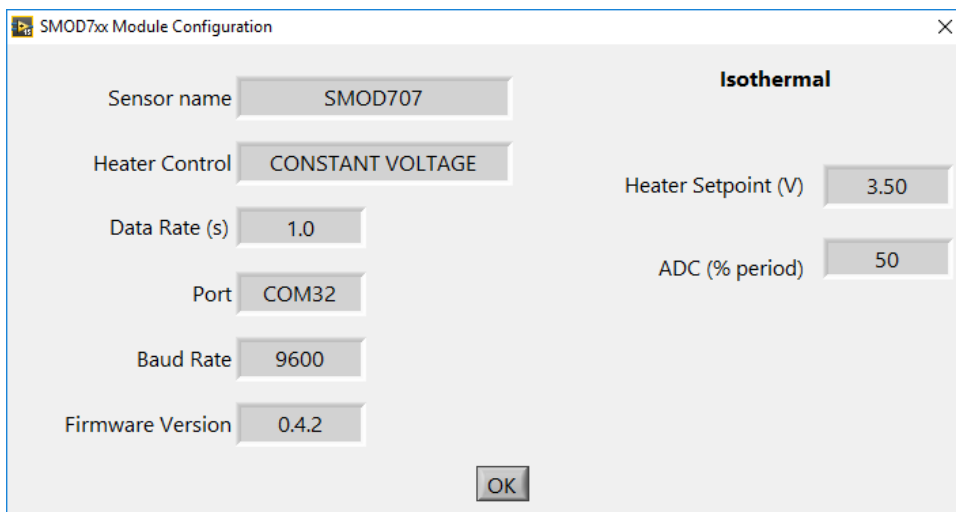 SMOD7xx Module Configuration
Isothermal
Sensor name SMOD707
Heater Control CONSTANT VOLTAGE
Heater Setpoint (V) 3.50
Data Rate (s) 1.0
ADC (% period) 50
Port COM32
Baud Rate 9600
Firmware Version 0.4.2
OK